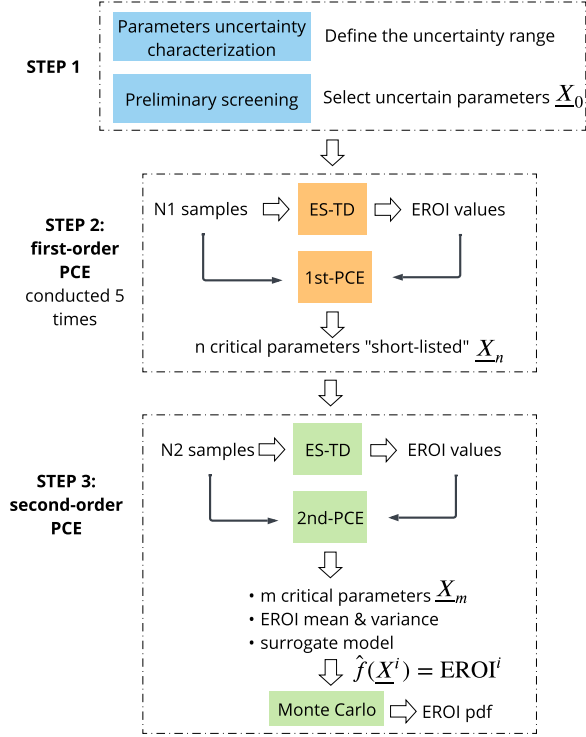 Parameters uncertainty
characterization
Define the uncertainty range
STEP 1
Preliminary screening
Select uncertain parameters X₀
N1 samples
ES-TD
EROI values
STEP 2:
first-order
PCE
conducted 5
times
1st-PCE
n critical parameters "short-listed" Xₙ
N2 samples
ES-TD
EROI values
STEP 3:
second-order
PCE
2nd-PCE
• m critical parameters Xₘ
• EROI mean & variance
• surrogate model
f̂(Xⁱ) = EROIⁱ
Monte Carlo
EROI pdf